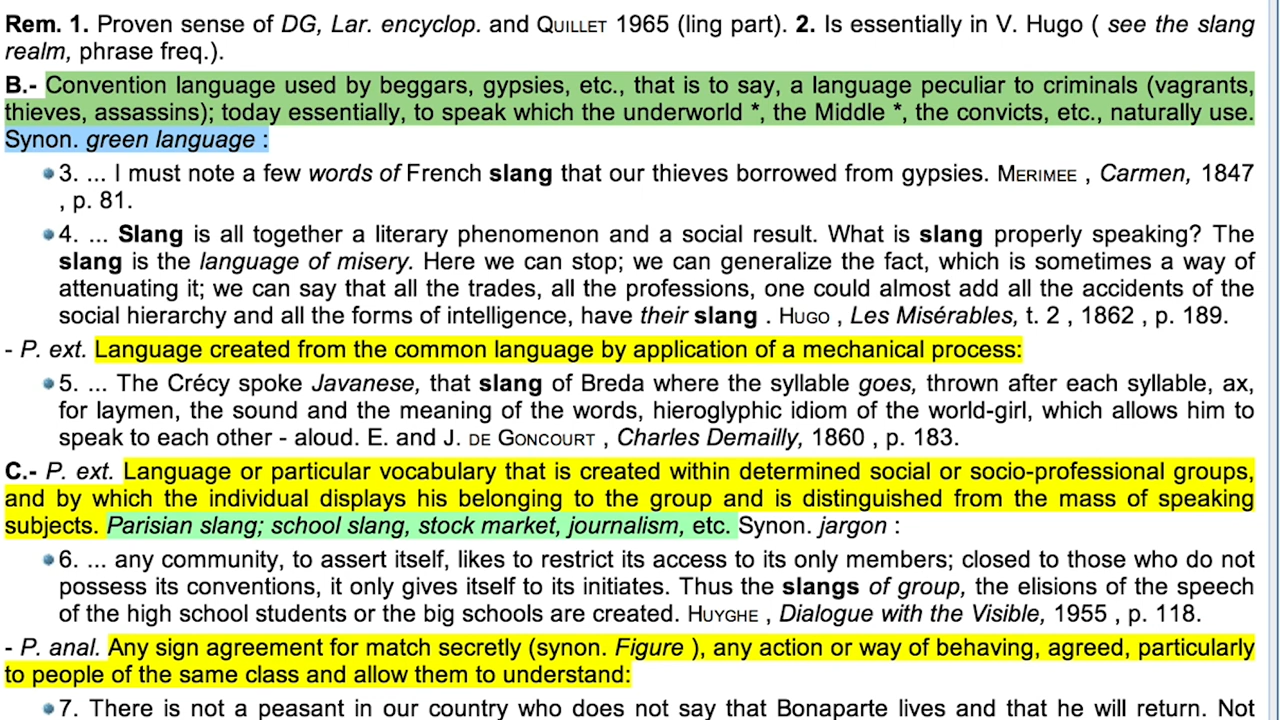 Rem. 1. Proven sense of DG, Lar. encyclop. and QUILLET 1965 (ling part). 2. Is essentially in V. Hugo ( see the slang
realm, phrase freq.).
B.- Convention language used by beggars, gypsies, etc., that is to say, a language peculiar to criminals (vagrants,
thieves, assassins); today essentially, to speak which the underworld *, the Middle *, the convicts, etc., naturally use.
Synon. green language :
3. ... I must note a few words of French slang that our thieves borrowed from gypsies. MERIMEE , Carmen, 1847
, p. 81.
4. ... Slang is all together a literary phenomenon and a social result. What is slang properly speaking? The
slang is the language of misery. Here we can stop; we can generalize the fact, which is sometimes a way of
attenuating it; we can say that all the trades, all the professions, one could almost add all the accidents of the
social hierarchy and all the forms of intelligence, have their slang . HUGO , Les Misérables, t. 2 , 1862 , p. 189.
- P. ext. Language created from the common language by application of a mechanical process:
5. ... The Crécy spoke Javanese, that slang of Breda where the syllable goes, thrown after each syllable, ax,
for laymen, the sound and the meaning of the words, hieroglyphic idiom of the world-girl, which allows him to
speak to each other - aloud. E. and J. DE GONCOURT , Charles Demailly, 1860 , p. 183.
C.- P. ext. Language or particular vocabulary that is created within determined social or socio-professional groups,
and by which the individual displays his belonging to the group and is distinguished from the mass of speaking
subjects. Parisian slang; school slang, stock market, journalism, etc. Synon. jargon :
6. ... any community, to assert itself, likes to restrict its access to its only members; closed to those who do not
possess its conventions, it only gives itself to its initiates. Thus the slangs of group, the elisions of the speech
of the high school students or the big schools are created. HUYGHE , Dialogue with the Visible, 1955 , p. 118.
- P. anal. Any sign agreement for match secretly (synon. Figure ), any action or way of behaving, agreed, particularly
to people of the same class and allow them to understand:
7. There is not a peasant in our country who does not say that Bonaparte lives and that he will return. Not